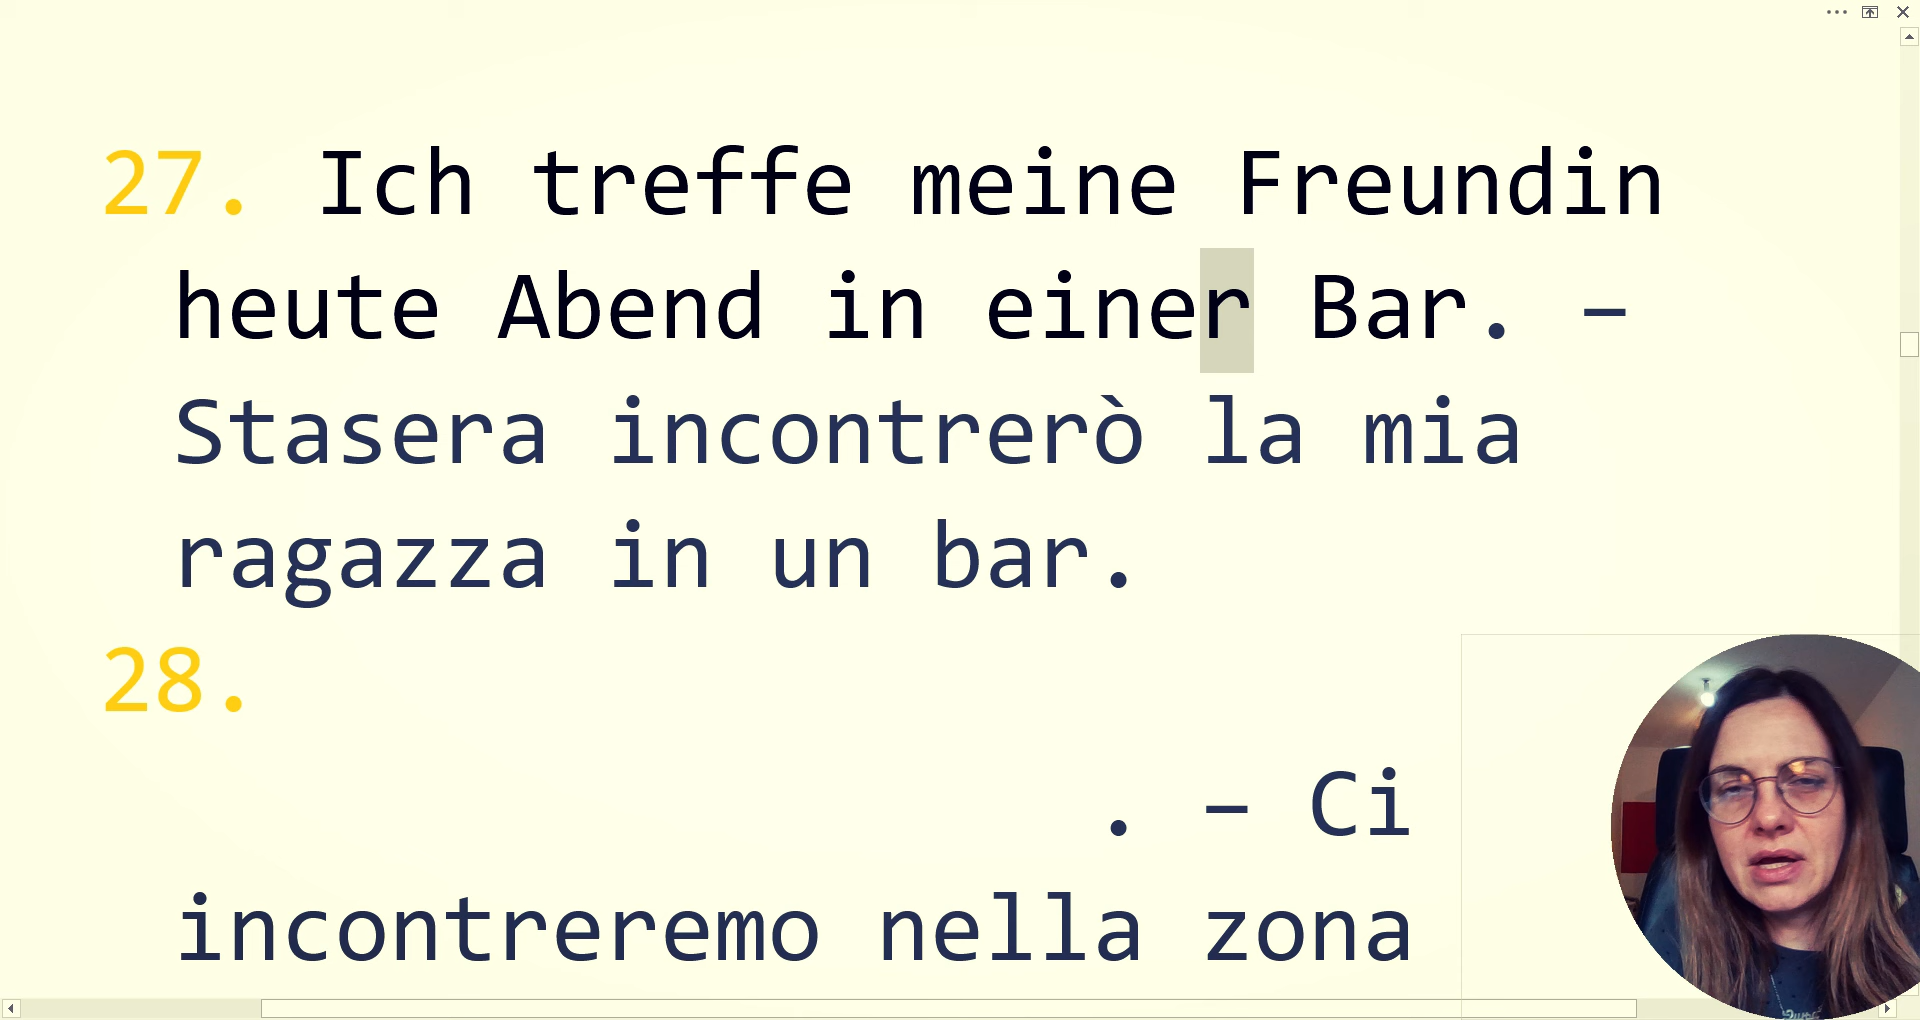 27. Ich treffe meine Freundin
heute Abend in einer Bar. –
Stasera incontrerò la mia
ragazza in un bar.
28.
. – Ci
incontreremo nella zona